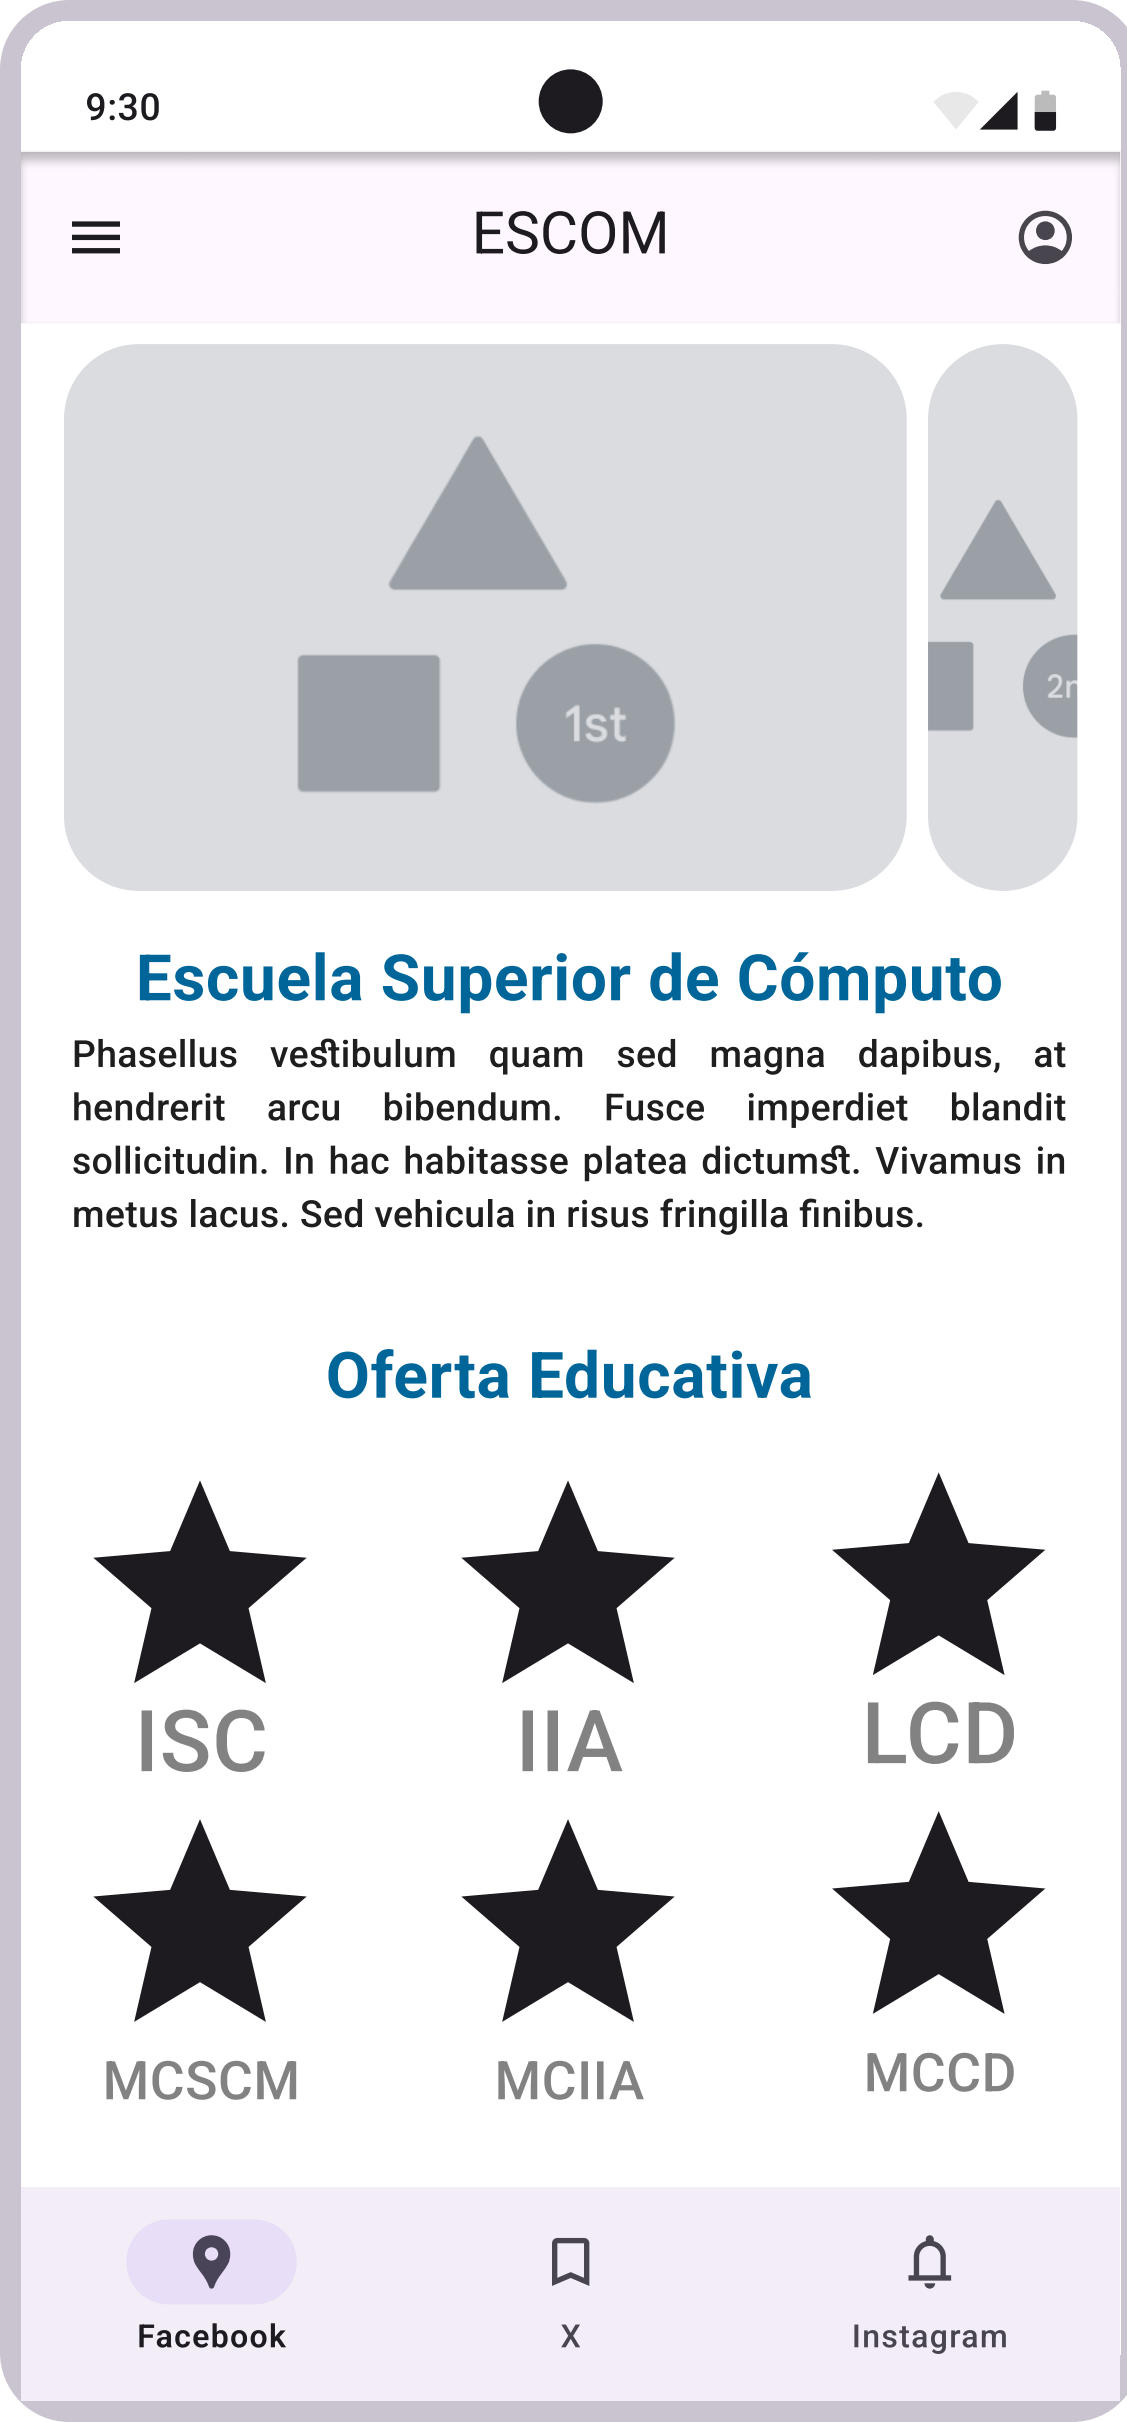 9:30
ESCOM
1st
2n
Escuela Superior de Cómputo
Phasellus vestibulum quam sed magna dapibus, at
hendrerit arcu bibendum. Fusce imperdiet blandit
sollicitudin. In hac habitasse platea dictumst. Vivamus in
metus lacus. Sed vehicula in risus fringilla finibus.
Oferta Educativa
ISC IIA LCD
MCSCM MCIIA MCCD
Facebook X Instagram